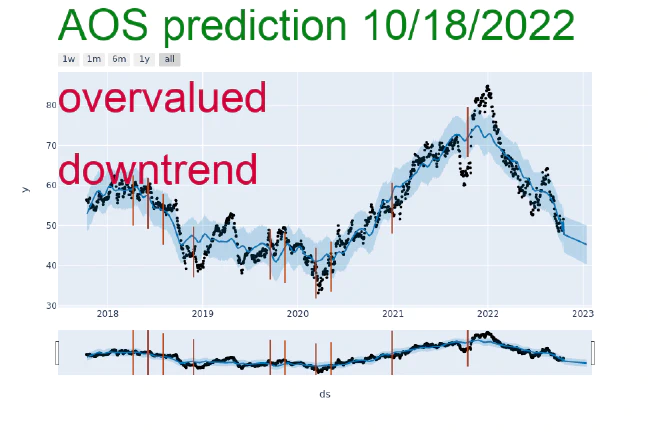 AOS prediction 10/18/2022
1w 1m 6m 1y all
overvalued
downtrend
80
70
60
50
40
30
y
2018 2019 2020 2021 2022 2023
ds